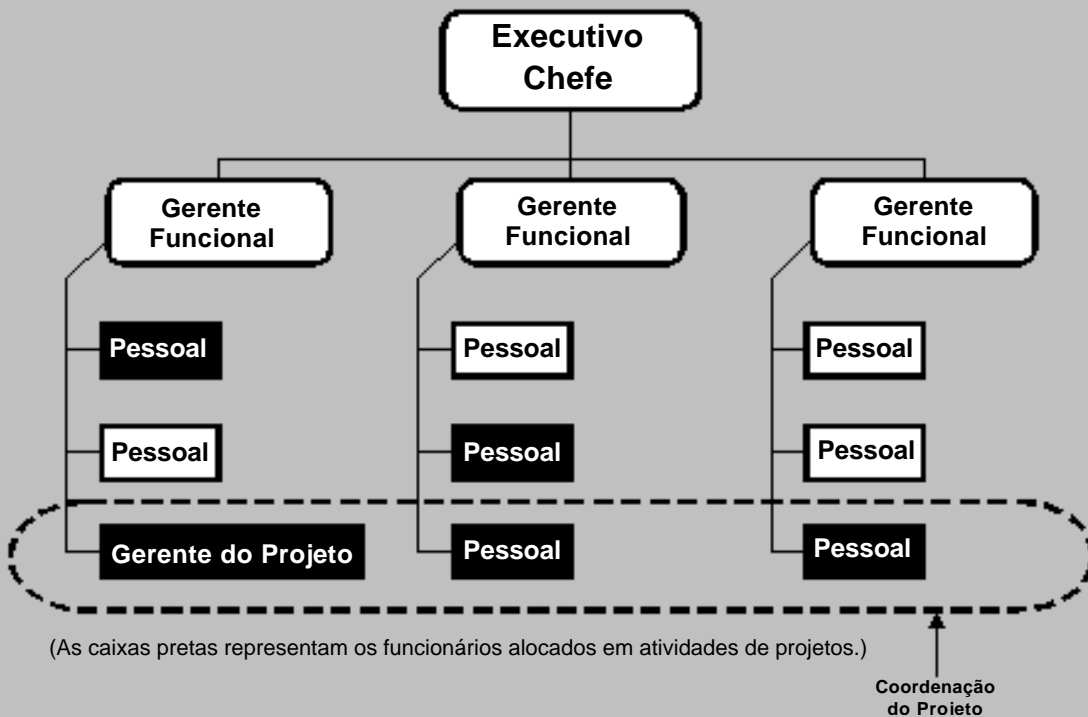 Executivo
Chefe
Gerente
Funcional
Gerente
Funcional
Gerente
Funcional
Pessoal
Pessoal
Pessoal
Pessoal
Pessoal
Pessoal
Gerente do Projeto
Pessoal
Pessoal
(As caixas pretas representam os funcionários alocados em atividades de projetos.)
Coordenação
do Projeto